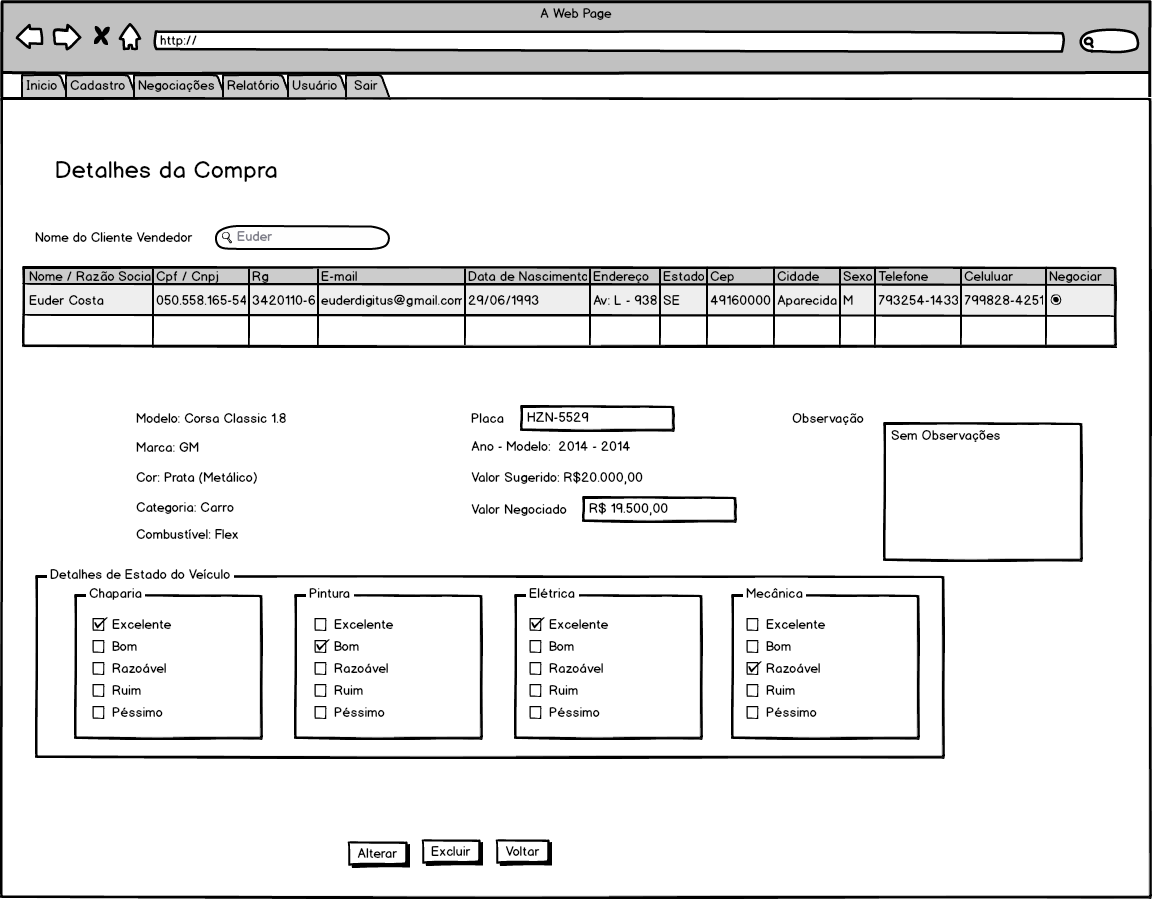 A Web Page
http://
Inicio Cadastro Negociações Relatório Usuário Sair
Detalhes da Compra
Nome do Cliente Vendedor Euder
Nome / Razão Socia Cpf / Cnpj Rg E-mail Data de Nascimento Endereço Estado Cep Cidade Sexo Telefone Celuluar Negociar
Euder Costa 050.558.165-54 3420110-6 euderdigitus@gmail.com 29/06/1993 Av: L - 938 SE 49160000 Aparecida M 793254-1433 799828-4251
Modelo: Corsa Classic 1.8 Placa HZN-5529 Observação
Sem Observações
Marca: GM Ano - Modelo: 2014 - 2014
Cor: Prata (Metálico) Valor Sugerido: R$20.000,00
Categoria: Carro Valor Negociado R$ 19.500,00
Combustível: Flex
Detalhes de Estado do Veículo
Chaparia Pintura Elétrica Mecânica
Excelente Excelente Excelente Excelente
Bom Bom Bom Bom
Razoável Razoável Razoável Razoável
Ruim Ruim Ruim Ruim
Péssimo Péssimo Péssimo Péssimo
Alterar Excluir Voltar